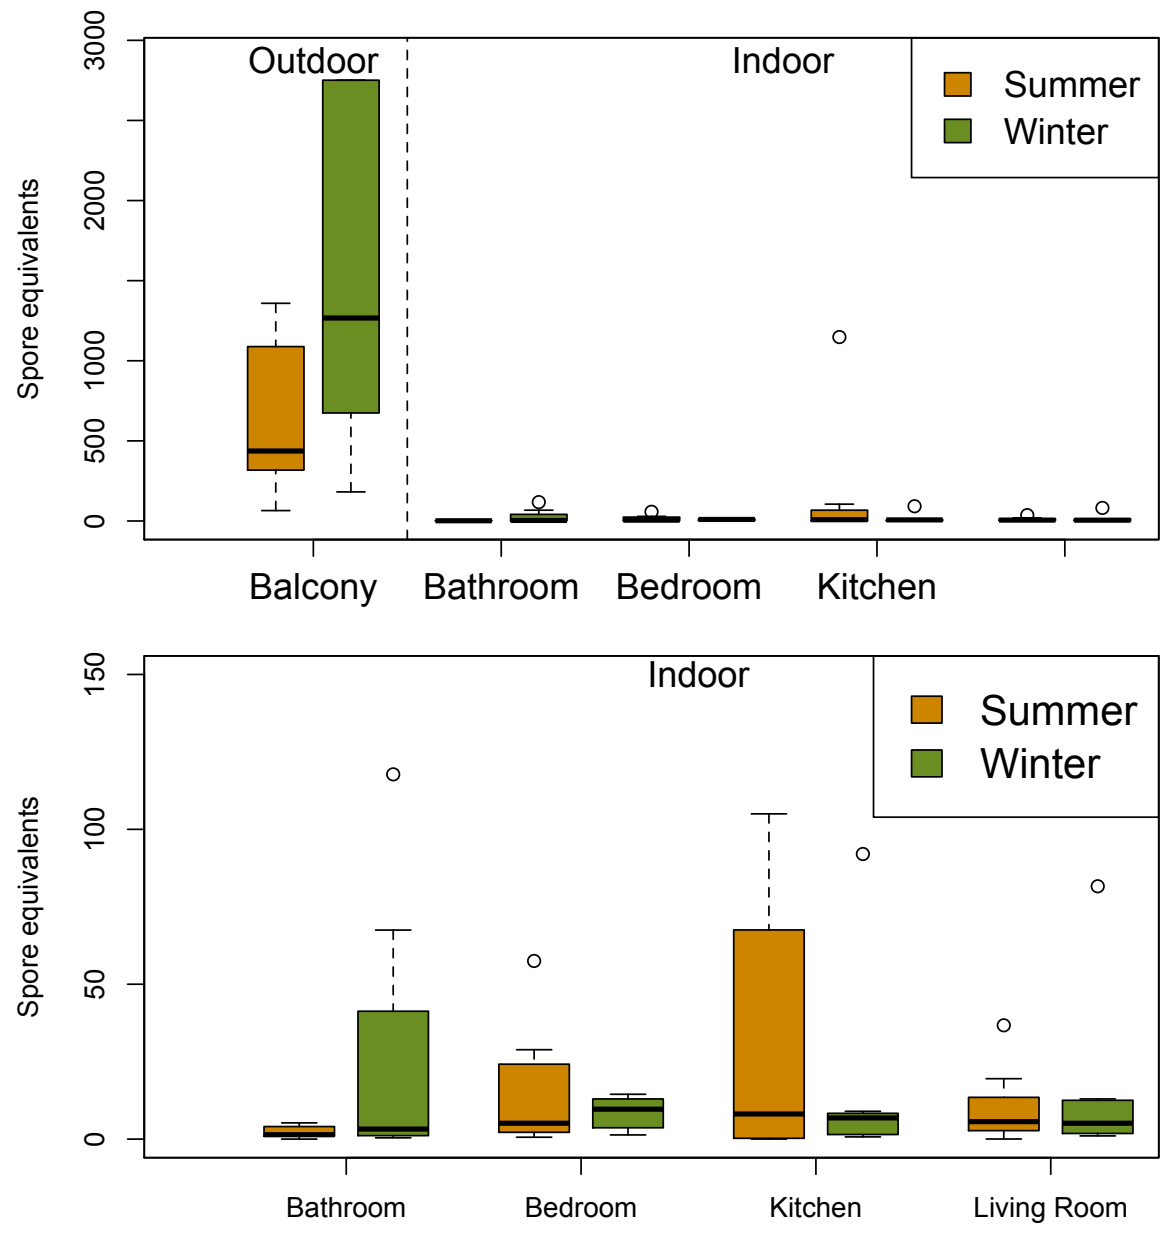 Outdoor
Indoor
Summer
Winter
Spore equivalents
3000
2000
1000
500
0
Balcony
Bathroom
Bedroom
Kitchen
Indoor
Summer
Winter
Spore equivalents
150
100
50
0
Bathroom
Bedroom
Kitchen
Living Room